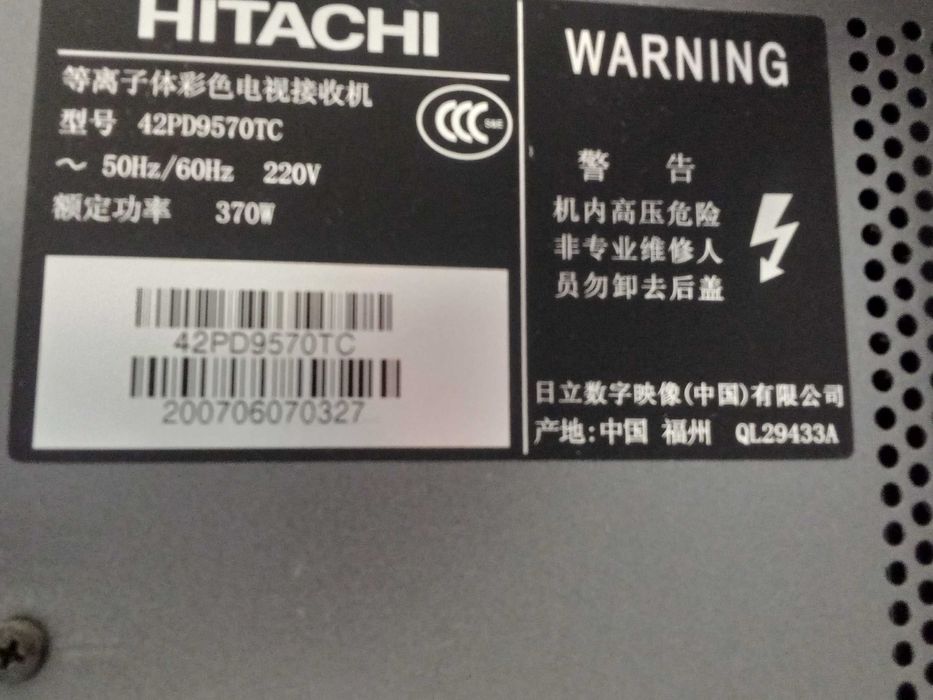 HITACHI
等离子体彩色电视接收机
型号 42PD9570TC
～ 50Hz/60Hz 220V
额定功率 370W
CCC S&E
42PD9570TC
200706070327
WARNING
警 告
机内高压危险
非专业维修人
员勿卸去后盖
日立数字映像(中国)有限公司
产地:中国 福州 QL29433A